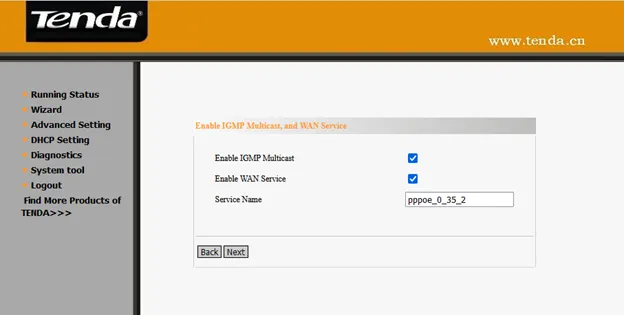 Tenda®
www.tenda.cn
Running Status
Wizard
Advanced Setting
DHCP Setting
Diagnostics
System tool
Logout
Find More Products of
TENDA>>>
Enable IGMP Multicast, and WAN Service
Enable IGMP Multicast
Enable WAN Service
Service Name pppoe_0_35_2
Back Next